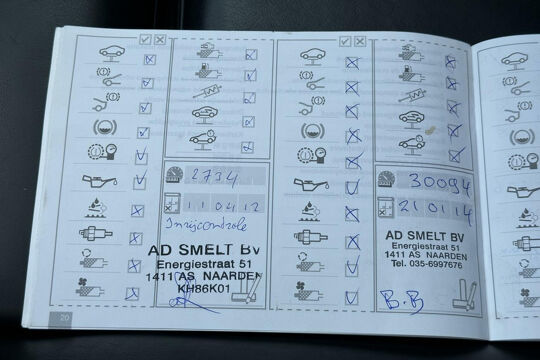 2734
11 04 12
Inrijcontrole
AD SMELT BV
Energiestraat 51
1411 AS NAARDEN
KH86K01
20
30094
21 01 14
AD SMELT BV
Energiestraat 51
1411 AS NAARDEN
Tel. 035-6997676
B.B